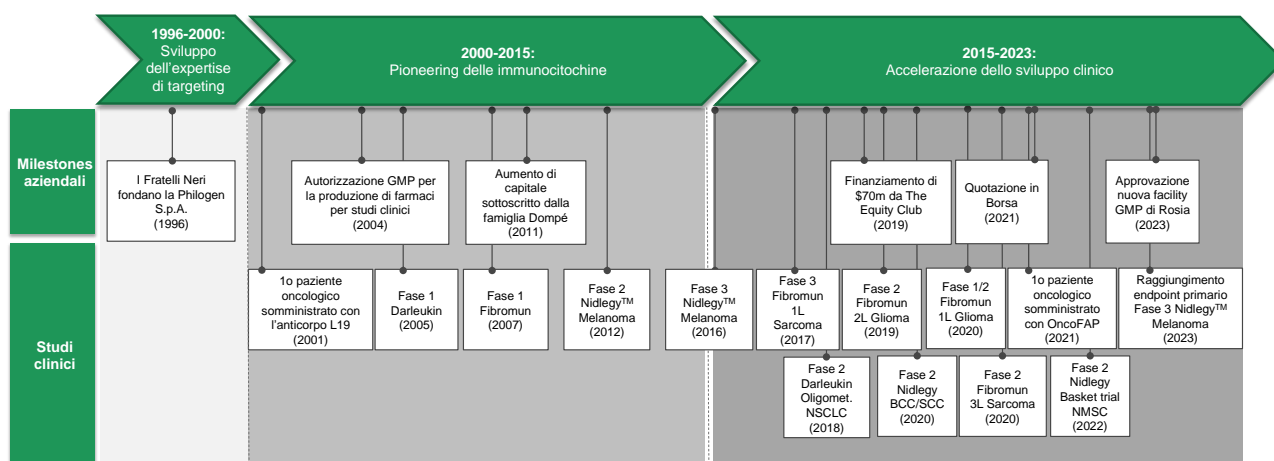 1996-2000:
Sviluppo
dell'expertise
di targeting
2000-2015:
Pioneering delle immunocitochine
2015-2023:
Accelerazione dello sviluppo clinico
Milestones
aziendali
I Fratelli Neri
fondano la Philogen
S.p.A.
(1996)
Autorizzazione GMP per
la produzione di farmaci
per studi clinici
(2004)
Aumento di
capitale
sottoscritto dalla
famiglia Dompé
(2011)
Finanziamento di
$70m da The
Equity Club
(2019)
Quotazione in
Borsa
(2021)
Approvazione
nuova facility
GMP di Rosia
(2023)
Studi
clinici
1o paziente
oncologico
somministrato con
l'anticorpo L19
(2001)
Fase 1
Darleukin
(2005)
Fase 1
Fibromun
(2007)
Fase 2
Nidlegy™
Melanoma
(2012)
Fase 3
Nidlegy™
Melanoma
(2016)
Fase 3
Fibromun
1L
Sarcoma
(2017)
Fase 2
Fibromun
2L Glioma
(2019)
Fase 1/2
Fibromun
1L Glioma
(2020)
1o paziente
oncologico
somministrato
con OncoFAP
(2021)
Raggiungimento
endpoint primario
Fase 3 Nidlegy™
Melanoma
(2023)
Fase 2
Darleukin
Oligomet.
NSCLC
(2018)
Fase 2
Nidlegy
BCC/SCC
(2020)
Fase 2
Fibromun
3L Sarcoma
(2020)
Fase 2
Nidlegy
Basket trial
NMSC
(2022)